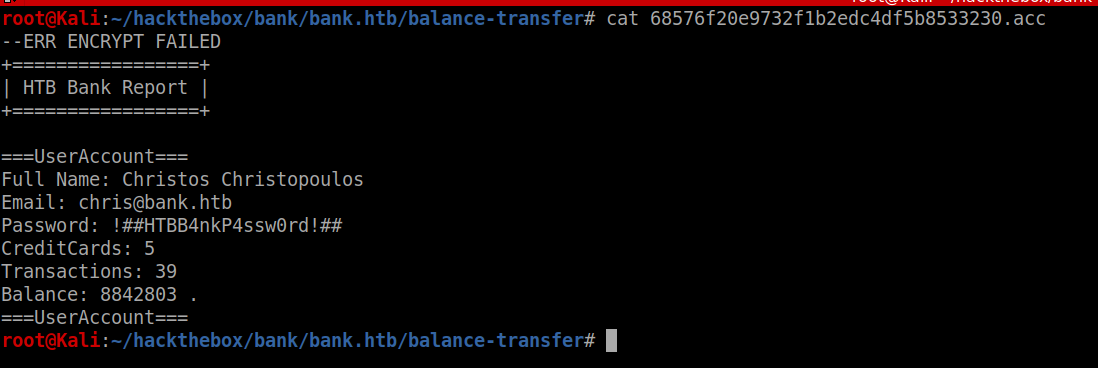 root@Kali:~/hackthebox/bank/bank.htb/balance-transfer# cat 68576f20e9732f1b2edc4df5b8533230.acc
--ERR ENCRYPT FAILED
+=================+
| HTB Bank Report |
+=================+

===UserAccount===
Full Name: Christos Christopoulos
Email: chris@bank.htb
Password: !##HTBB4nkP4ssw0rd!##
CreditCards: 5
Transactions: 39
Balance: 8842803 .
===UserAccount===
root@Kali:~/hackthebox/bank/bank.htb/balance-transfer#